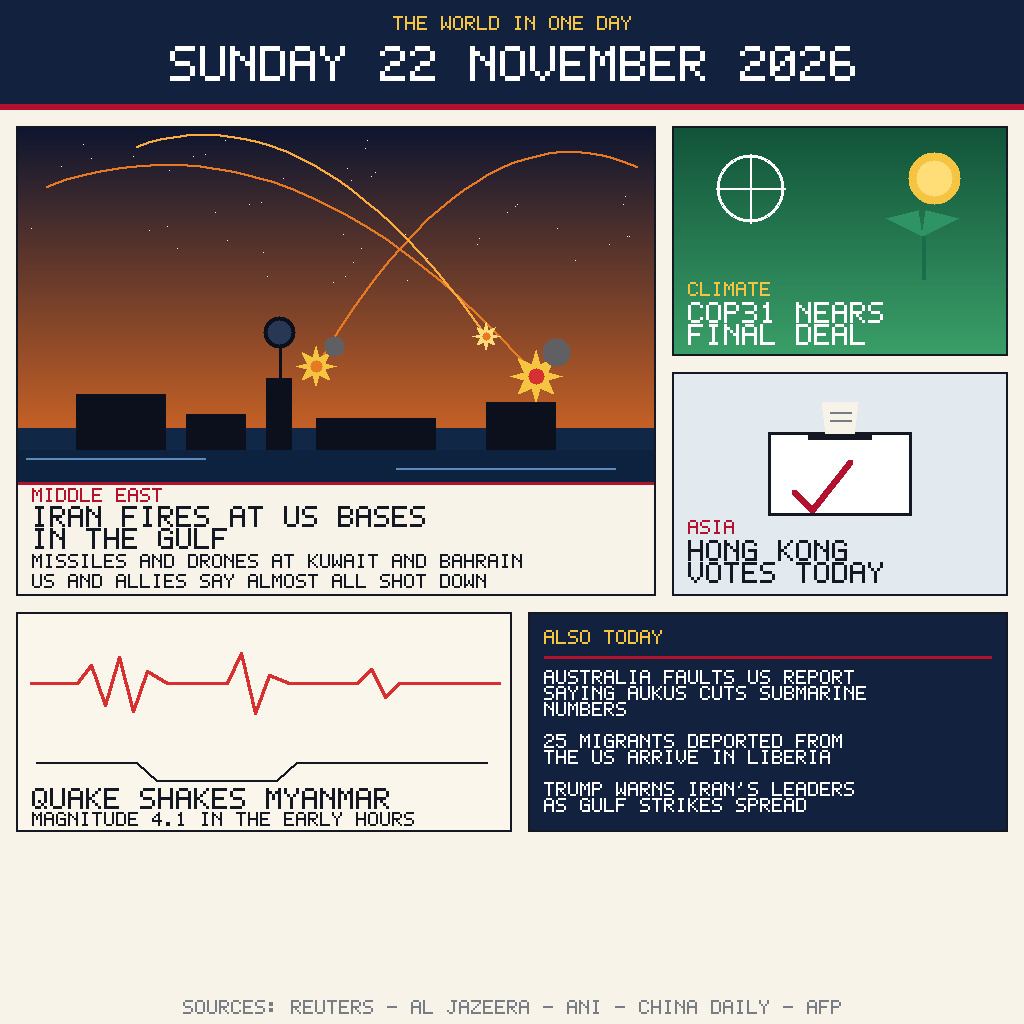 THE WORLD IN ONE DAY
SUNDAY 22 NOVEMBER 2026
MIDDLE EAST
IRAN FIRES AT US BASES
IN THE GULF
MISSILES AND DRONES AT KUWAIT AND BAHRAIN
US AND ALLIES SAY ALMOST ALL SHOT DOWN
CLIMATE
COP31 NEARS
FINAL DEAL
ASIA
HONG KONG
VOTES TODAY
QUAKE SHAKES MYANMAR
MAGNITUDE 4.1 IN THE EARLY HOURS
ALSO TODAY
AUSTRALIA FAULTS US REPORT
SAYING AUKUS CUTS SUBMARINE
NUMBERS
25 MIGRANTS DEPORTED FROM
THE US ARRIVE IN LIBERIA
TRUMP WARNS IRAN'S LEADERS
AS GULF STRIKES SPREAD
SOURCES: REUTERS - AL JAZEERA - ANI - CHINA DAILY - AFP